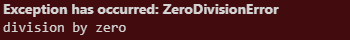 Exception has occurred: ZeroDivisionError
division by zero